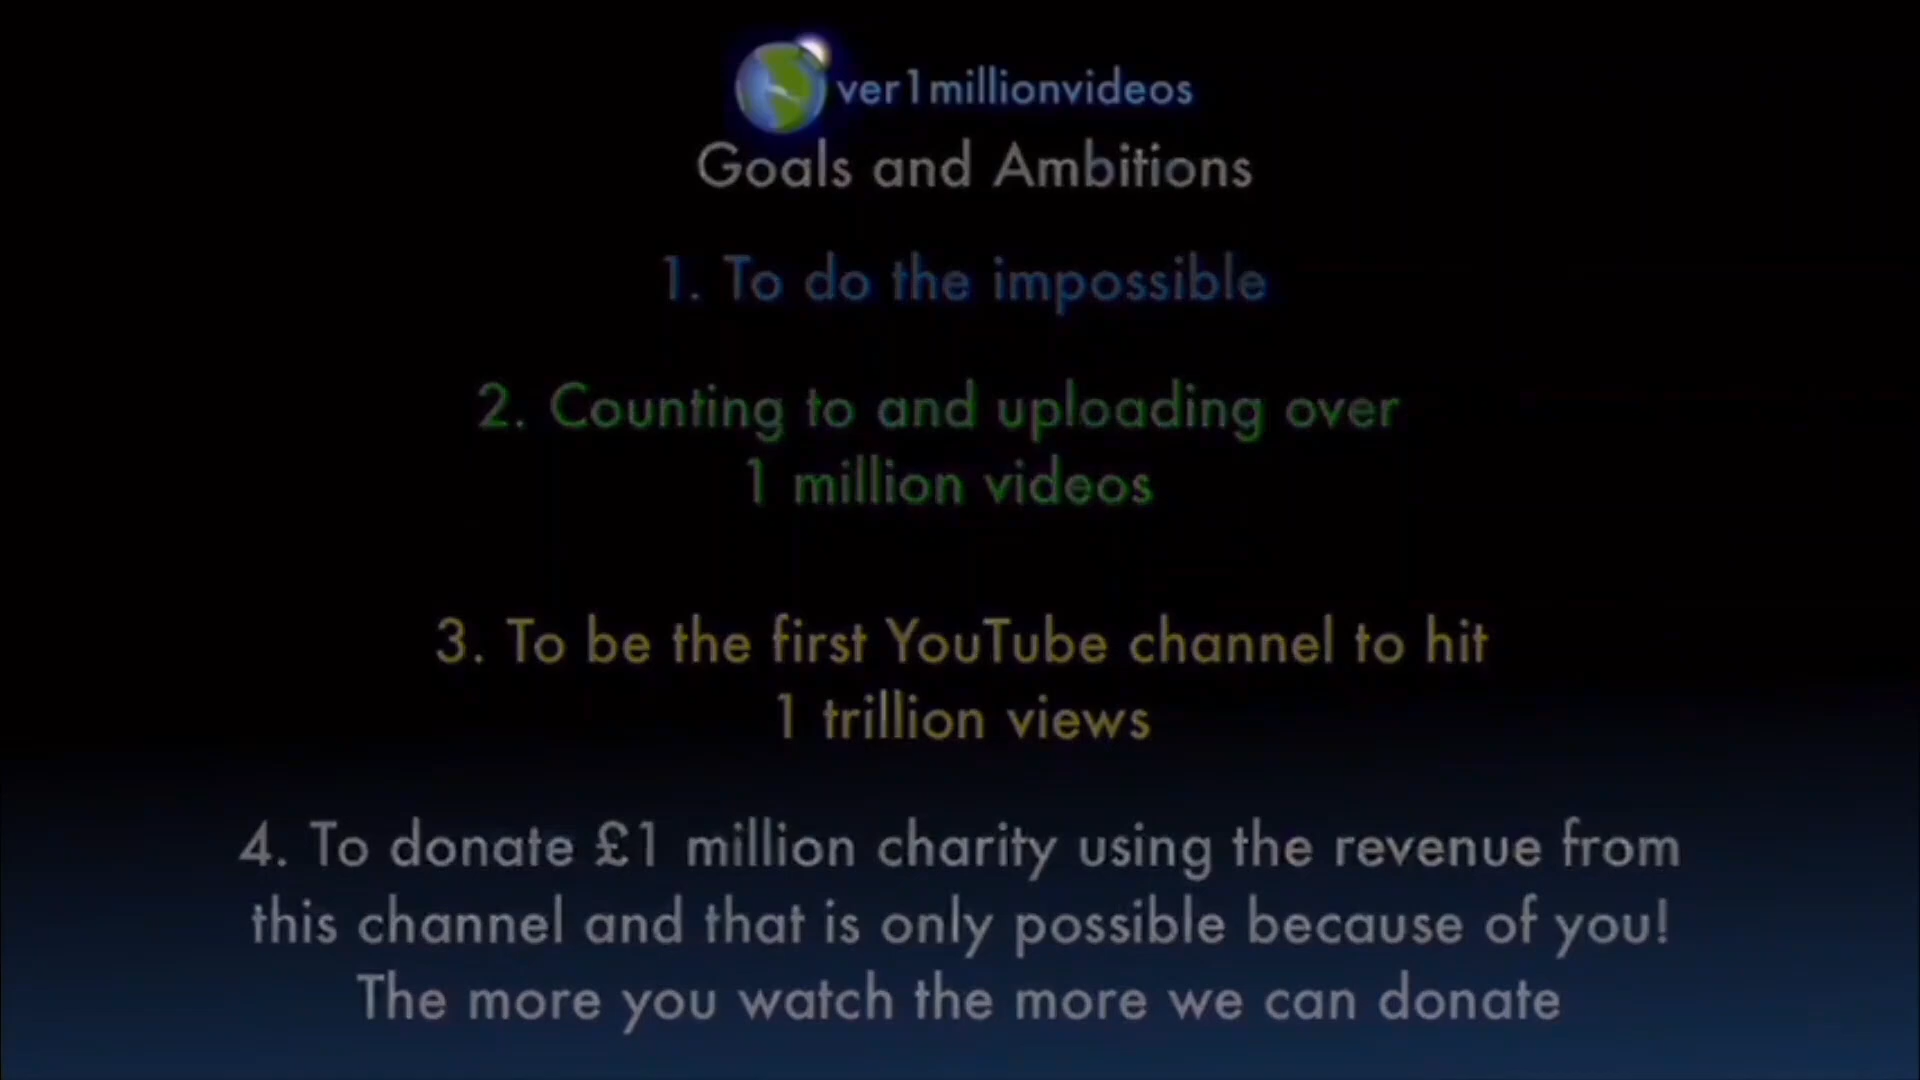 ver1millionvideos
Goals and Ambitions
1. To do the impossible
2. Counting to and uploading over
1 million videos
3. To be the first YouTube channel to hit
1 trillion views
4. To donate £1 million charity using the revenue from
this channel and that is only possible because of you!
The more you watch the more we can donate